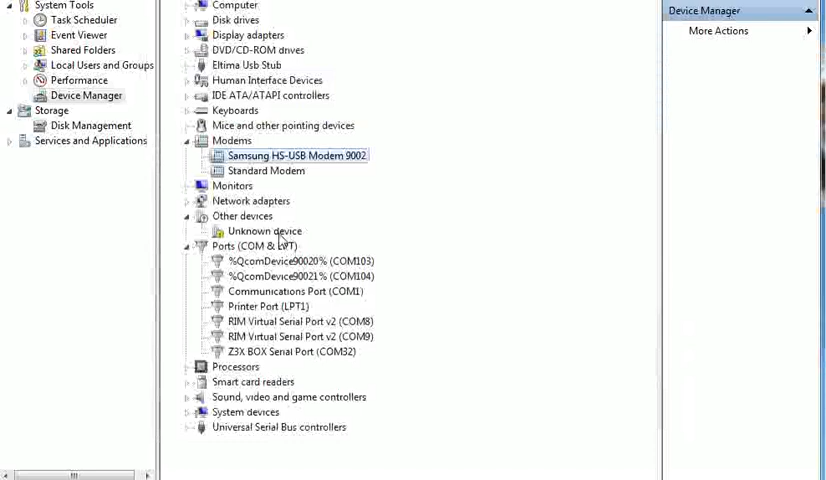 System Tools
Task Scheduler
Event Viewer
Shared Folders
Local Users and Groups
Performance
Device Manager
Storage
Disk Management
Services and Applications
Computer
Disk drives
Display adapters
DVD/CD-ROM drives
Eltima Usb Stub
Human Interface Devices
IDE ATA/ATAPI controllers
Keyboards
Mice and other pointing devices
Modems
Samsung HS-USB Modem 9002
Standard Modem
Monitors
Network adapters
Other devices
Unknown device
Ports (COM & LPT)
%QcomDevice90020% (COM103)
%QcomDevice90021% (COM104)
Communications Port (COM1)
Printer Port (LPT1)
RIM Virtual Serial Port v2 (COM8)
RIM Virtual Serial Port v2 (COM9)
Z3X BOX Serial Port (COM32)
Processors
Smart card readers
Sound, video and game controllers
System devices
Universal Serial Bus controllers
Device Manager
More Actions